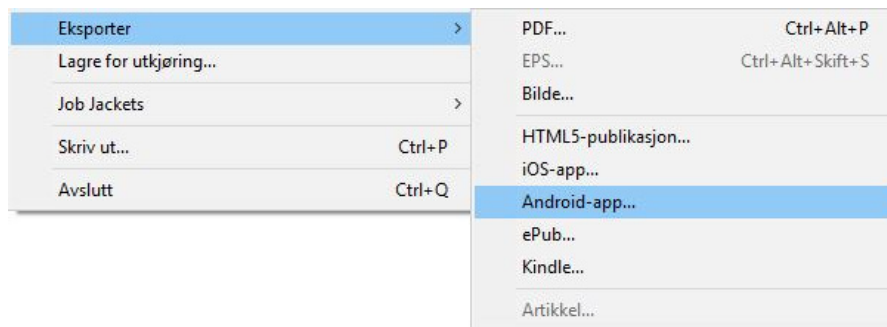 Eksporter
Lagre for utkjøring...
Job Jackets
Skriv ut... Ctrl+P
Avslutt Ctrl+Q
PDF... Ctrl+Alt+P
EPS... Ctrl+Alt+Skift+S
Bilde...
HTML5-publikasjon...
iOS-app...
Android-app...
ePub...
Kindle...
Artikkel...